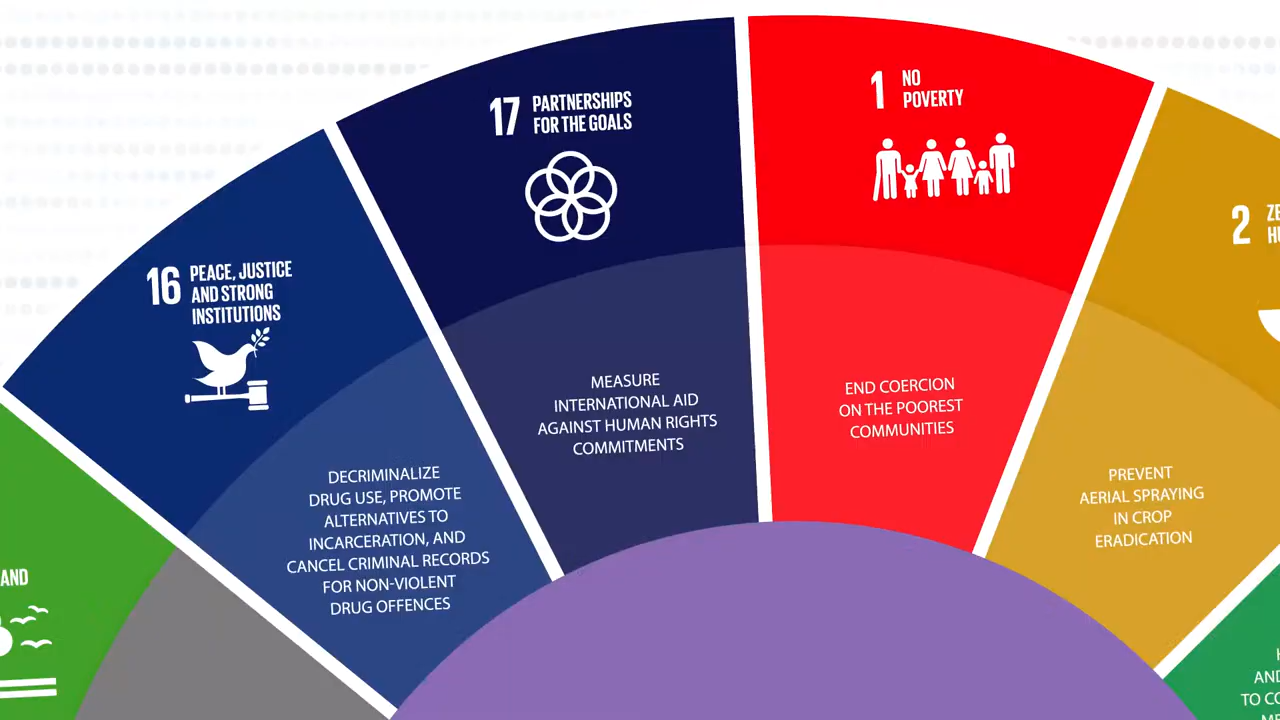 17 PARTNERSHIPS
FOR THE GOALS
MEASURE
INTERNATIONAL AID
AGAINST HUMAN RIGHTS
COMMITMENTS
1 NO
POVERTY
END COERCION
ON THE POOREST
COMMUNITIES
16 PEACE, JUSTICE
AND STRONG
INSTITUTIONS
DECRIMINALIZE
DRUG USE, PROMOTE
ALTERNATIVES TO
INCARCERATION, AND
CANCEL CRIMINAL RECORDS
FOR NON-VIOLENT
DRUG OFFENCES
2
PREVENT
AERIAL SPRAYING
IN CROP
ERADICATION
AND
TO